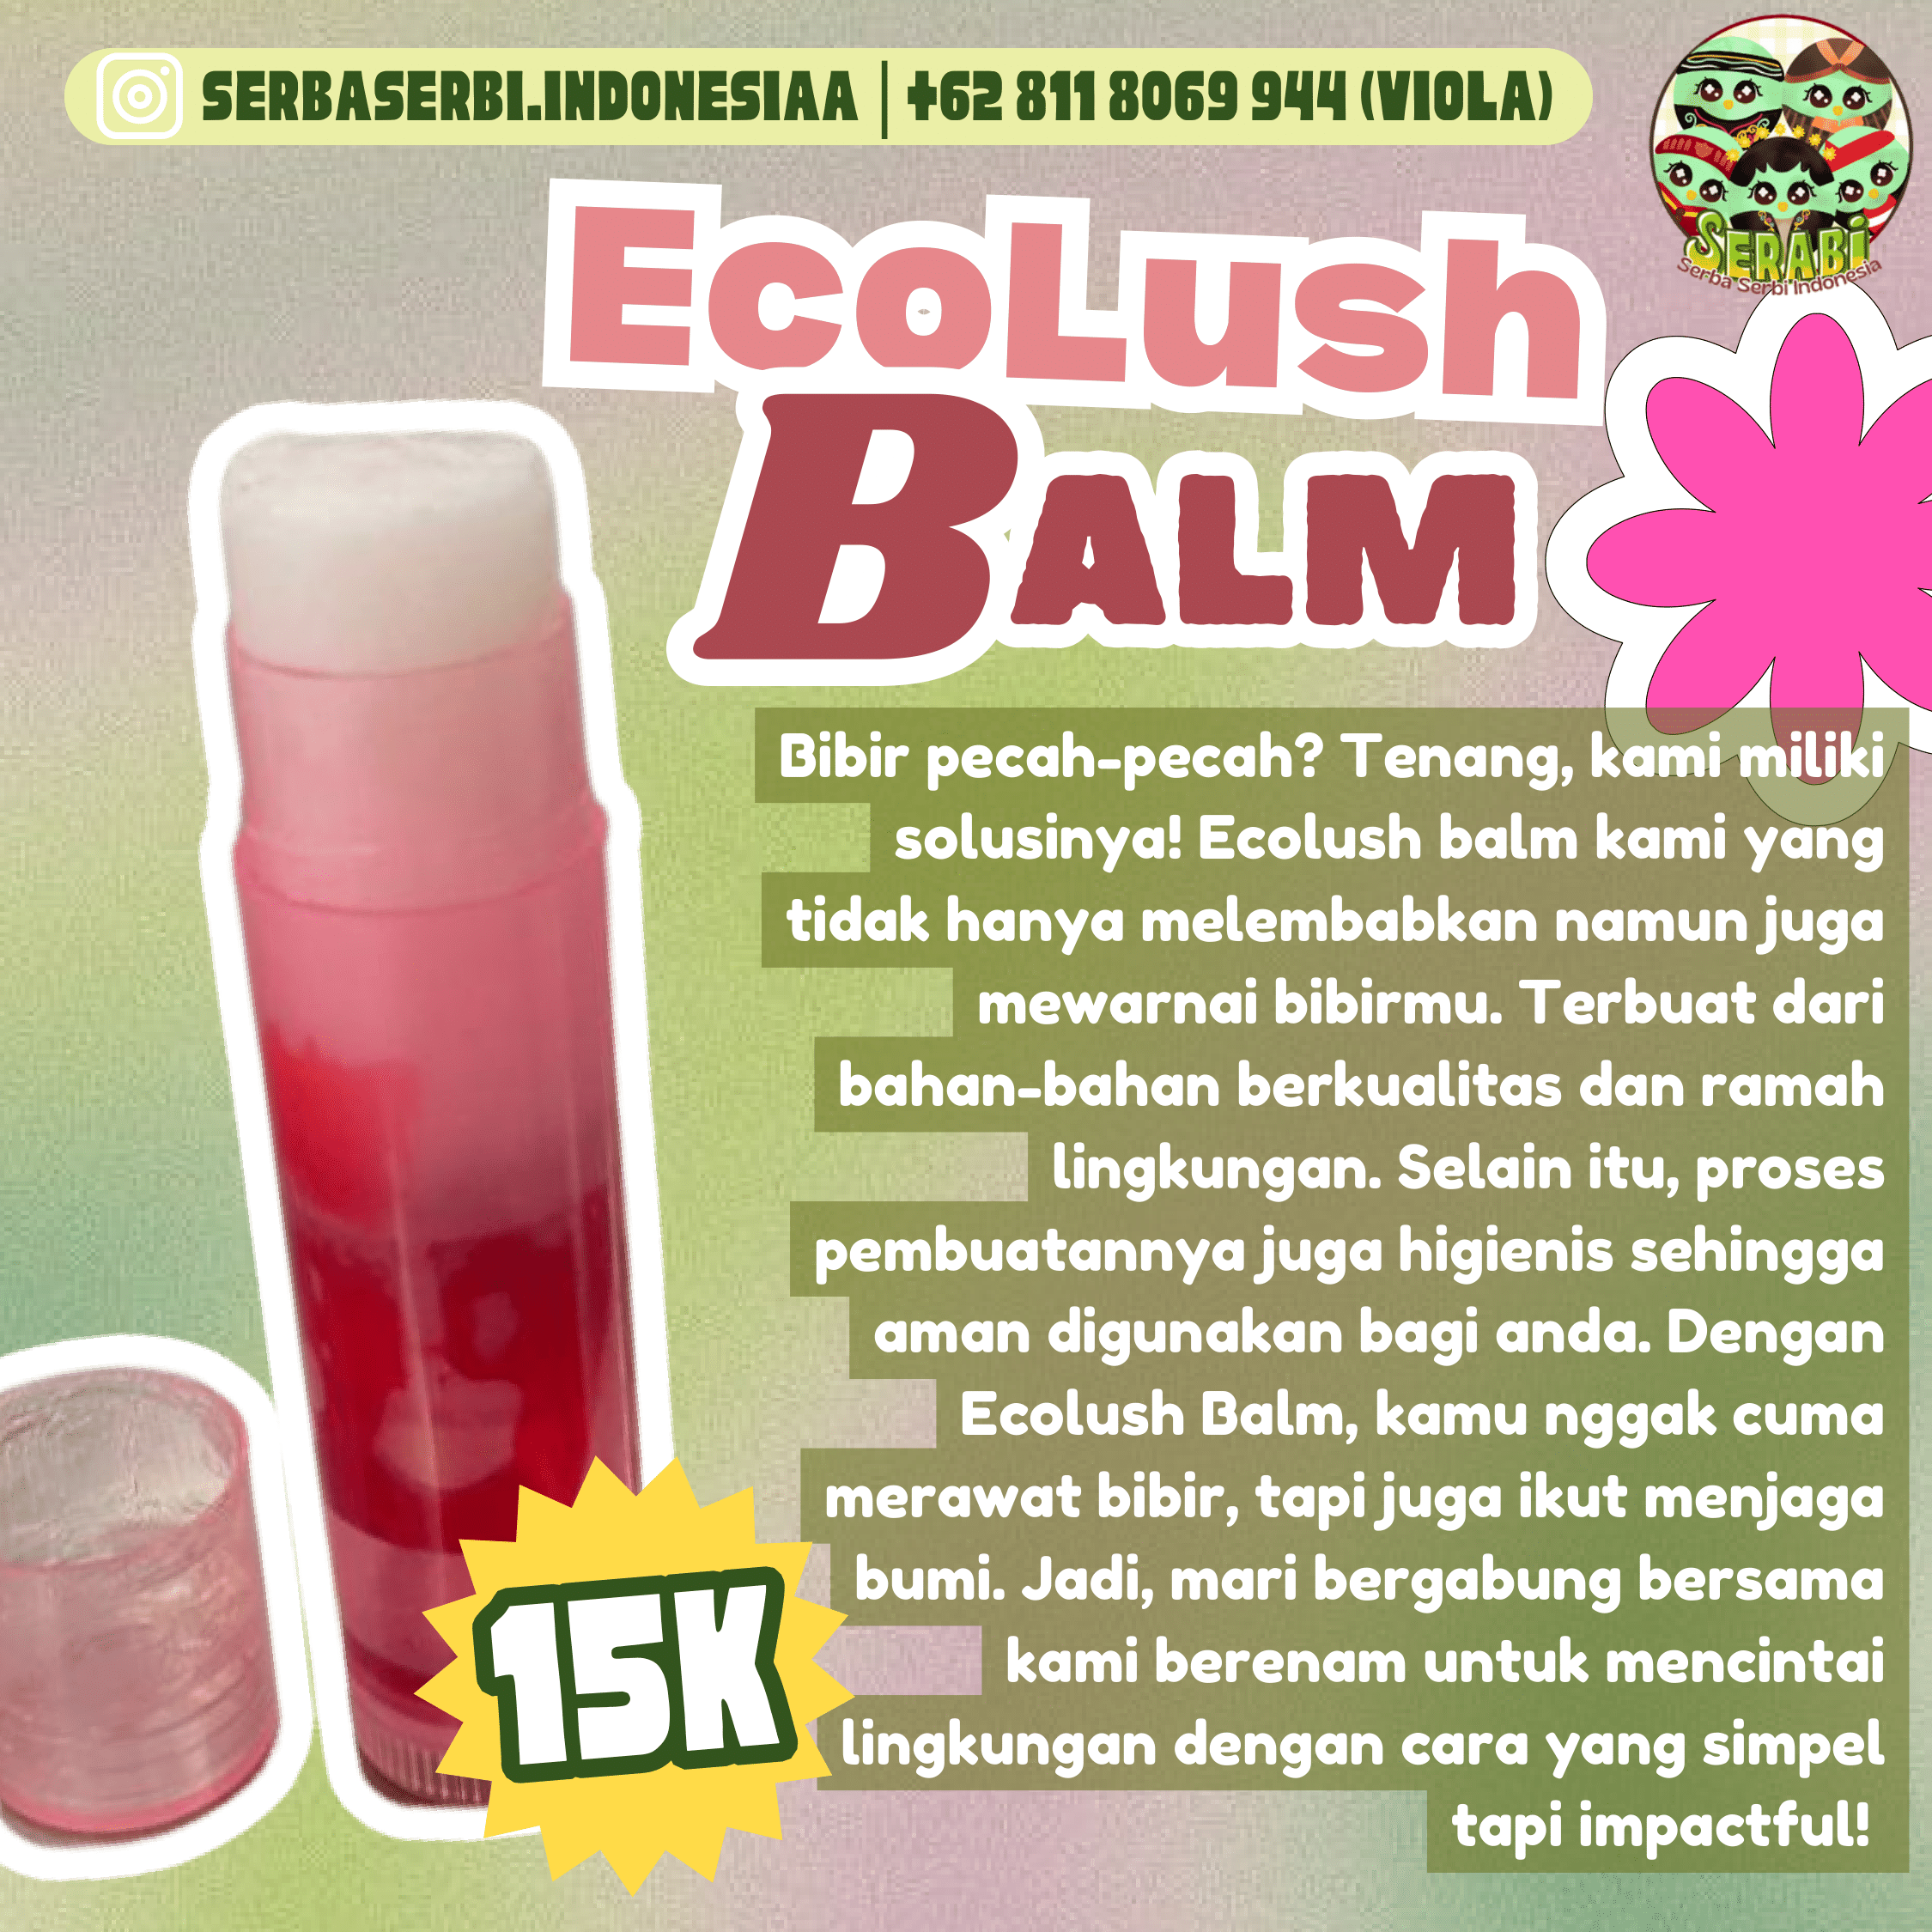 SERBASERBI.INDONESIAA | +62 811 8069 944 (VIOLA)
SERABI
Serba Serbi Indonesia
EcoLush
BALM
Bibir pecah-pecah? Tenang, kami miliki
solusinya! Ecolush balm kami yang
tidak hanya melembabkan namun juga
mewarnai bibirmu. Terbuat dari
bahan-bahan berkualitas dan ramah
lingkungan. Selain itu, proses
pembuatannya juga higienis sehingga
aman digunakan bagi anda. Dengan
Ecolush Balm, kamu nggak cuma
merawat bibir, tapi juga ikut menjaga
bumi. Jadi, mari bergabung bersama
kami berenam untuk mencintai
lingkungan dengan cara yang simpel
tapi impactful!
15K